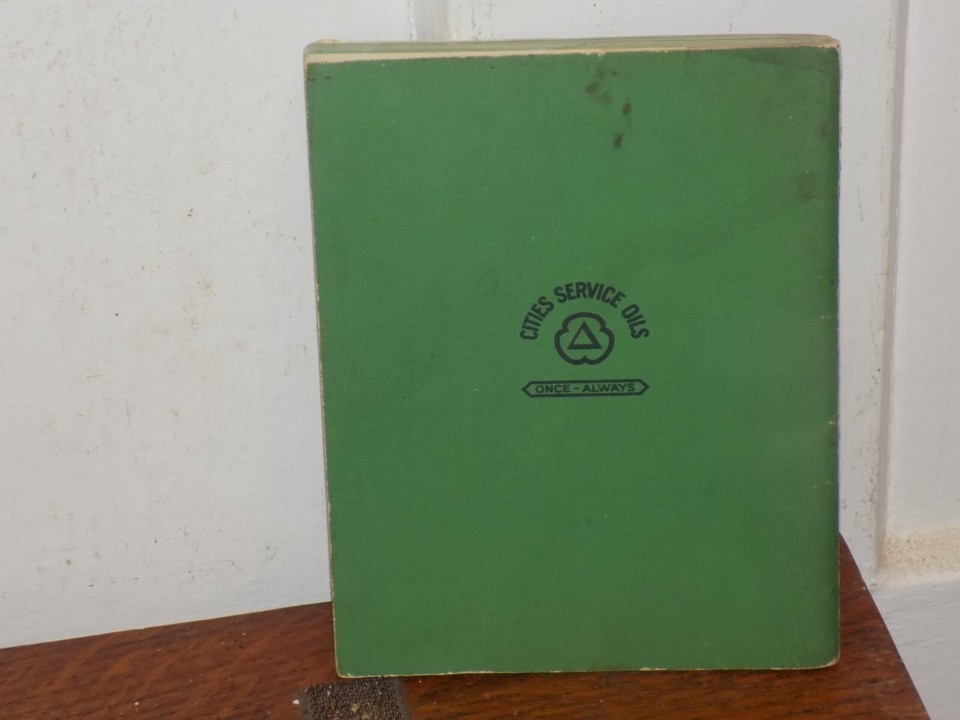 CITIES SERVICE OILS
ONCE - ALWAYS